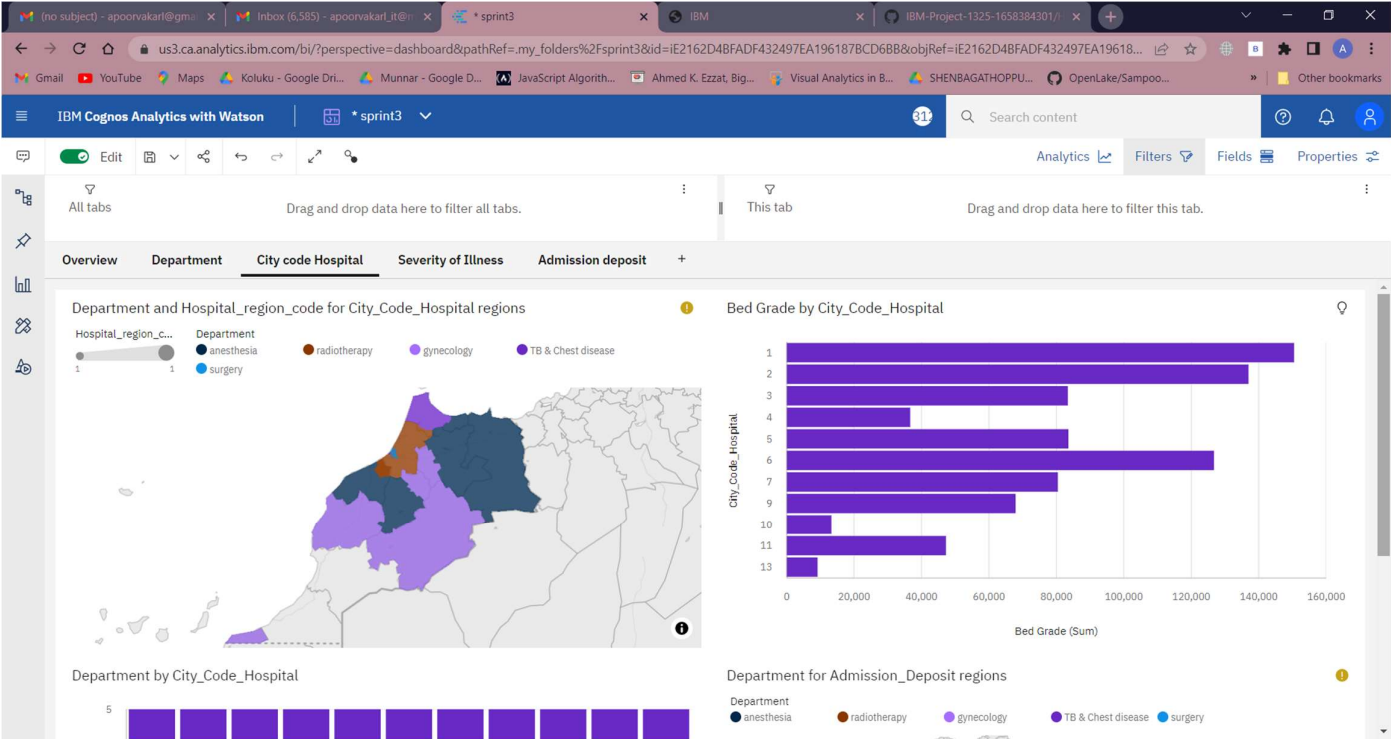 (no subject) - apoorvakarl@gmai
Inbox (6,585) - apoorvakarl_it@n
* sprint3
IBM
IBM-Project-1325-1658384301/
us3.ca.analytics.ibm.com/bi/?perspective=dashboard&pathRef=.my_folders%2Fsprint3&id=iE2162D4BFADF432497EA196187BCD6BB&objRef=iE2162D4BFADF432497EA19618...
Gmail YouTube Maps Koluku - Google Dri... Munnar - Google D... JavaScript Algorith... Ahmed K. Ezzat, Big... Visual Analytics in B... SHENBAGATHOPPU... OpenLake/Sampoo... » Other bookmarks
IBM Cognos Analytics with Watson
* sprint3
Search content
Edit
Analytics
Filters
Fields
Properties
All tabs
Drag and drop data here to filter all tabs.
This tab
Drag and drop data here to filter this tab.
Overview Department City code Hospital Severity of Illness Admission deposit +
Department and Hospital_region_code for City_Code_Hospital regions
Hospital_region_c...
1 1
Department
anesthesia radiotherapy gynecology TB & Chest disease
surgery
Bed Grade by City_Code_Hospital
City_Code_Hospital
1
2
3
4
5
6
7
9
10
11
13
0 20,000 40,000 60,000 80,000 100,000 120,000 140,000 160,000
Bed Grade (Sum)
Department by City_Code_Hospital
5
Department for Admission_Deposit regions
Department
anesthesia radiotherapy gynecology TB & Chest disease surgery